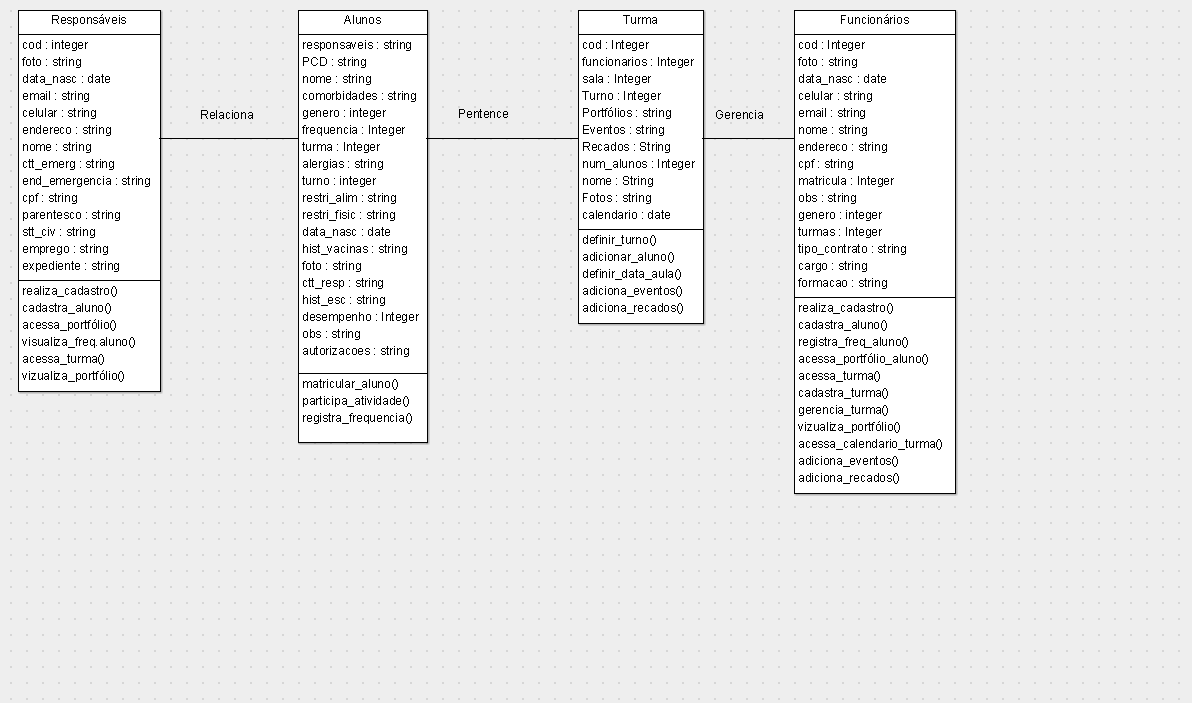 Responsáveis
cod : integer
foto : string
data_nasc : date
email : string
celular : string
endereco : string
nome : string
ctt_emerg : string
end_emergencia : string
cpf : string
parentesco : string
stt_civ : string
emprego : string
expediente : string
realiza_cadastro()
cadastra_aluno()
acessa_portfólio()
visualiza_freq.aluno()
acessa_turma()
vizualiza_portfólio()
Relaciona
Alunos
responsaveis : string
PCD : string
nome : string
comorbidades : string
genero : integer
frequencia : Integer
turma : Integer
alergias : string
turno : integer
restri_alim : string
restri_fisic : string
data_nasc : date
hist_vacinas : string
foto : string
ctt_resp : string
hist_esc : string
desempenho : Integer
obs : string
autorizacoes : string
matricular_aluno()
participa_atividade()
registra_frequencia()
Pentence
Turma
cod : Integer
funcionarios : Integer
sala : Integer
Turno : Integer
Portfólios : string
Eventos : string
Recados : String
num_alunos : Integer
nome : String
Fotos : string
calendario : date
definir_turno()
adicionar_aluno()
definir_data_aula()
adiciona_eventos()
adiciona_recados()
Gerencia
Funcionários
cod : Integer
foto : string
data_nasc : date
celular : string
email : string
nome : string
endereco : string
cpf : string
matricula : Integer
obs : string
genero : integer
turmas : Integer
tipo_contrato : string
cargo : string
formacao : string
realiza_cadastro()
cadastra_aluno()
registra_freq_aluno()
acessa_portfólio_aluno()
acessa_turma()
cadastra_turma()
gerencia_turma()
vizualiza_portfólio()
acessa_calendario_turma()
adiciona_eventos()
adiciona_recados()